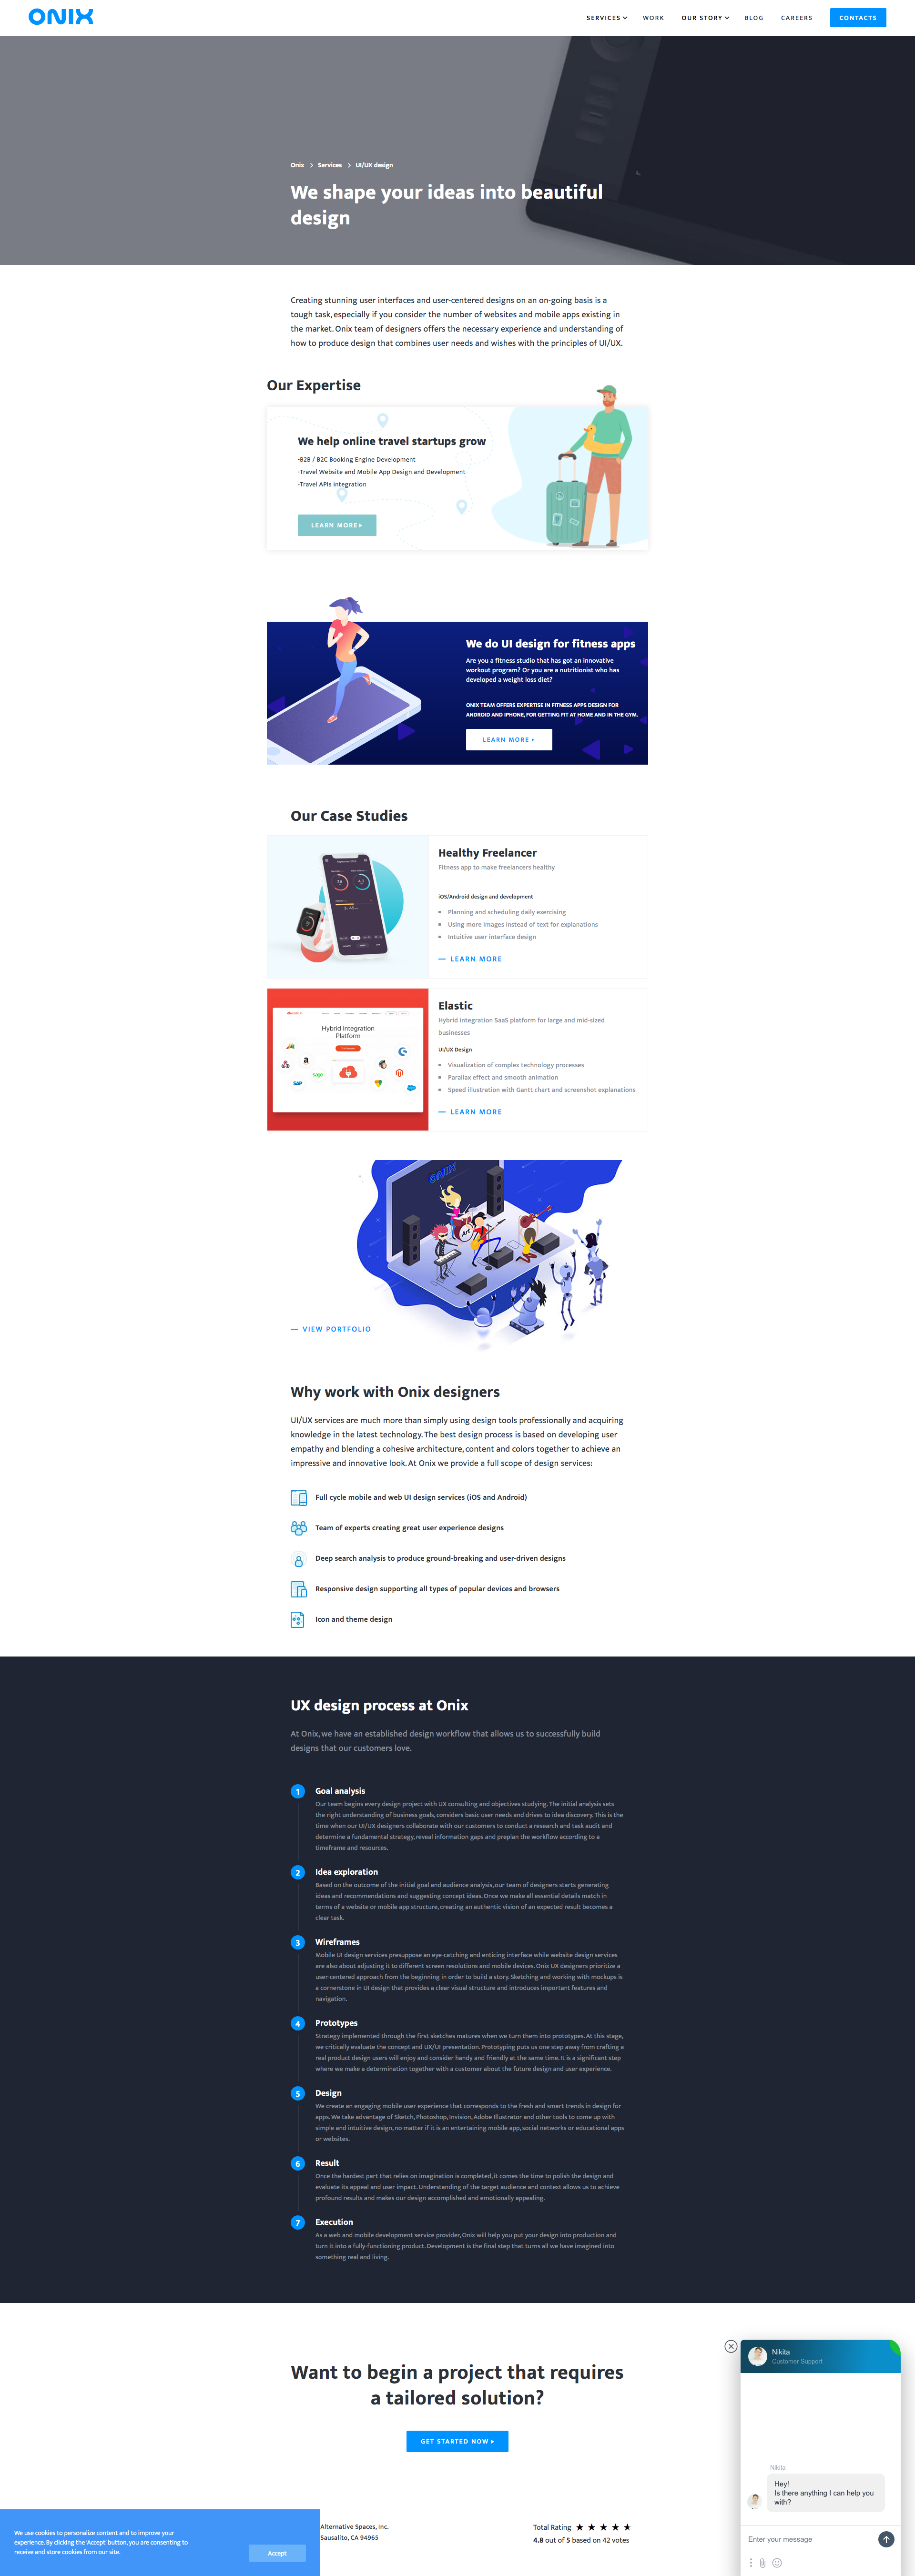 ONIX
SERVICES
WORK
OUR STORY
BLOG
CAREERS
CONTACTS
Onix > Services > UI/UX design
We shape your ideas into beautiful
design
Creating stunning user interfaces and user-centered designs on an on-going basis is a
tough task, especially if you consider the number of websites and mobile apps existing in
the market. Onix team of designers offers the necessary experience and understanding of
how to produce design that combines user needs and wishes with the principles of UI/UX.
Our Expertise
We help online travel startups grow
-B2B / B2C Booking Engine Development
-Travel Website and Mobile App Design and Development
-Travel APIs integration
LEARN MORE
We do UI design for fitness apps
Are you a fitness studio that has got an innovative
workout program? Or you are a nutritionist who has
developed a weight loss diet?
ONIX TEAM OFFERS EXPERTISE IN FITNESS APPS DESIGN FOR
ANDROID AND IPHONE, FOR GETTING FIT AT HOME AND IN THE GYM.
LEARN MORE
Our Case Studies
Healthy Freelancer
Fitness app to make freelancers healthy
iOS/Android design and development
Planning and scheduling daily exercising
Using more images instead of text for explanations
Intuitive user interface design
LEARN MORE
Hybrid Integration
Platform
a
SAP
sage
Elastic
Hybrid integration SaaS platform for large and mid-sized
businesses
UI/UX Design
Visualization of complex technology processes
Parallax effect and smooth animation
Speed illustration with Gantt chart and screenshot explanations
LEARN MORE
ONIX
Art
VIEW PORTFOLIO
Why work with Onix designers
UI/UX services are much more than simply using design tools professionally and acquiring
knowledge in the latest technology. The best design process is based on developing user
empathy and blending a cohesive architecture, content and colors together to achieve an
impressive and innovative look. At Onix we provide a full scope of design services:
Full cycle mobile and web UI design services (iOS and Android)
Team of experts creating great user experience designs
Deep search analysis to produce ground-breaking and user-driven designs
Responsive design supporting all types of popular devices and browsers
Icon and theme design
UX design process at Onix
At Onix, we have an established design workflow that allows us to successfully build
designs that our customers love.
1 Goal analysis
Our team begins every design project with UX consulting and objectives studying. The initial analysis sets
the right understanding of business goals, considers basic user needs and drives to idea discovery. This is the
time when our UI/UX designers collaborate with our customers to conduct a research and task audit and
determine a fundamental strategy, reveal information gaps and preplan the workflow according to a
timeframe and resources.
2 Idea exploration
Based on the outcome of the initial goal and audience analysis, our team of designers starts generating
ideas and recommendations and suggesting concept ideas. Once we make all essential details match in
terms of a website or mobile app structure, creating an authentic vision of an expected result becomes a
clear task.
3 Wireframes
Mobile UI design services presuppose an eye-catching and enticing interface while website design services
are also about adjusting it to different screen resolutions and mobile devices. Onix UX designers prioritize a
user-centered approach from the beginning in order to build a story. Sketching and working with mockups is
a cornerstone in UI design that provides a clear visual structure and introduces important features and
navigation.
4 Prototypes
Strategy implemented through the first sketches matures when we turn them into prototypes. At this stage,
we critically evaluate the concept and UX/UI presentation. Prototyping puts us one step away from crafting a
real product design users will enjoy and consider handy and friendly at the same time. It is a significant step
where we make a determination together with a customer about the future design and user experience.
5 Design
We create an engaging mobile user experience that corresponds to the fresh and smart trends in design for
apps. We take advantage of Sketch, Photoshop, Invision, Adobe Illustrator and other tools to come up with
simple and intuitive design, no matter if it is an entertaining mobile app, social networks or educational apps
or websites.
6 Result
Once the hardest part that relies on imagination is completed, it comes the time to polish the design and
evaluate its appeal and user impact. Understanding of the target audience and context allows us to achieve
profound results and makes our design accomplished and emotionally appealing.
7 Execution
As a web and mobile development service provider, Onix will help you put your design into production and
turn it into a fully-functioning product. Development is the final step that turns all we have imagined into
something real and living.
Want to begin a project that requires
a tailored solution?
GET STARTED NOW
Nikita
Customer Support
Nikita
Hey!
Is there anything I can help you
with?
Enter your message
We use cookies to personalize content and to improve your
experience. By clicking the 'Accept' button, you are consenting to
receive and store cookies from our site.
Accept
Alternative Spaces, Inc.
Sausalito, CA 94965
Total Rating
4.8 out of 5 based on 42 votes